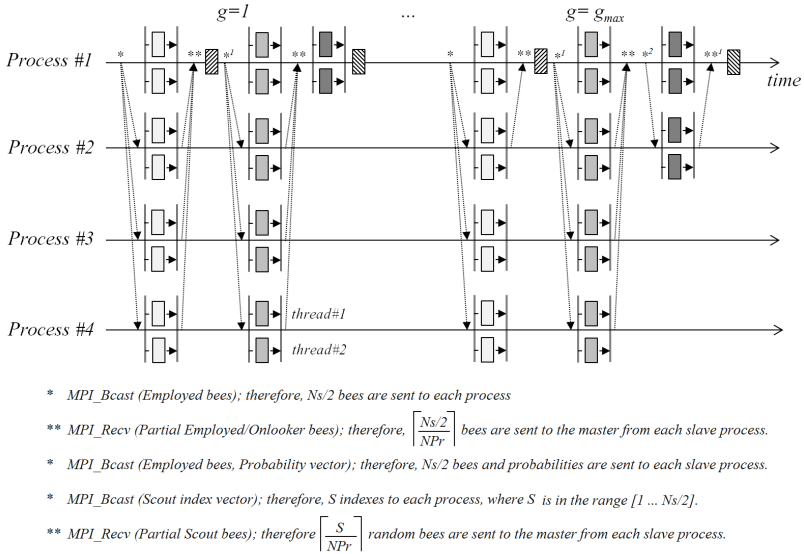 g=1 ... g= gmax
* ** *1 ** * ** *1 ** *2 **1
Process #1
time
Process #2
Process #3
Process #4
thread#1
thread#2
* MPI_Bcast (Employed bees); therefore, Ns/2 bees are sent to each process
** MPI_Recv (Partial Employed/Onlooker bees); therefore, ⌈Ns/2 / NPr⌉ bees are sent to the master from each slave process.
* MPI_Bcast (Employed bees, Probability vector); therefore, Ns/2 bees and probabilities are sent to each slave process.
* MPI_Bcast (Scout index vector); therefore, S indexes to each process, where S is in the range [1 ... Ns/2].
** MPI_Recv (Partial Scout bees); therefore ⌈S / NPr⌉ random bees are sent to the master from each slave process.